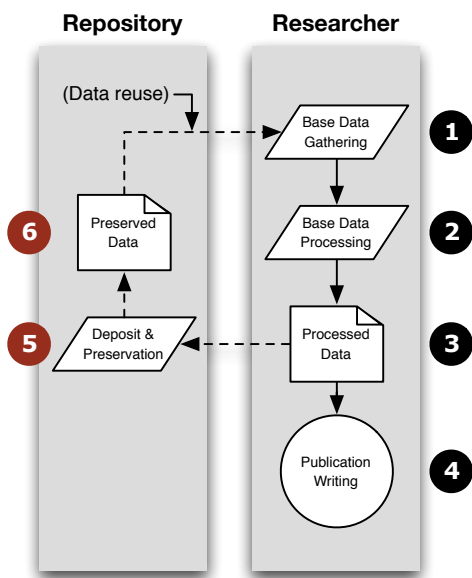 Repository
Researcher
(Data reuse)
Base Data
Gathering
1
Preserved
Data
6
Base Data
Processing
2
Deposit &
Preservation
5
Processed
Data
3
Publication
Writing
4